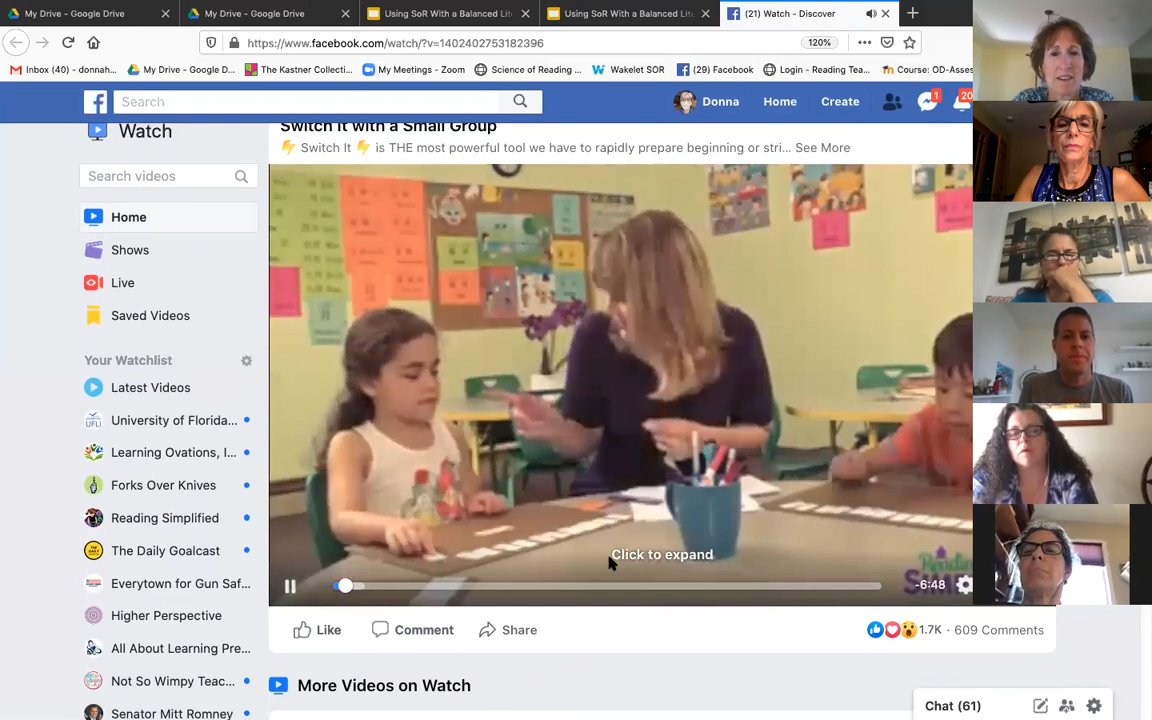 My Drive - Google Drive
My Drive - Google Drive
Using SoR With a Balanced Lit
Using SoR With a Balanced Lite
(21) Watch - Discover
https://www.facebook.com/watch/?v=1402402753182396
120%
Inbox (40) - donnah...
My Drive - Google D...
The Kastner Collecti...
My Meetings - Zoom
Science of Reading ...
Wakelet SOR
(29) Facebook
Login - Reading Tea...
Course: OD-Asses
Search
Donna
Home
Create
1
20
Watch
Switch It with a Small Group
⚡ Switch It ⚡ is THE most powerful tool we have to rapidly prepare beginning or stri... See More
Search videos
Home
Shows
Live
Saved Videos
Your Watchlist
Latest Videos
UFLI
University of Florida...
Learning Ovations, I...
Forks Over Knives
Reading Simplified
The Daily Goalcast
Everytown for Gun Saf...
Higher Perspective
All About Learning Pre...
Not So Wimpy Teac...
Senator Mitt Romney
Click to expand
-6:48
Reading
Like
Comment
Share
1.7K · 609 Comments
More Videos on Watch
Chat (61)